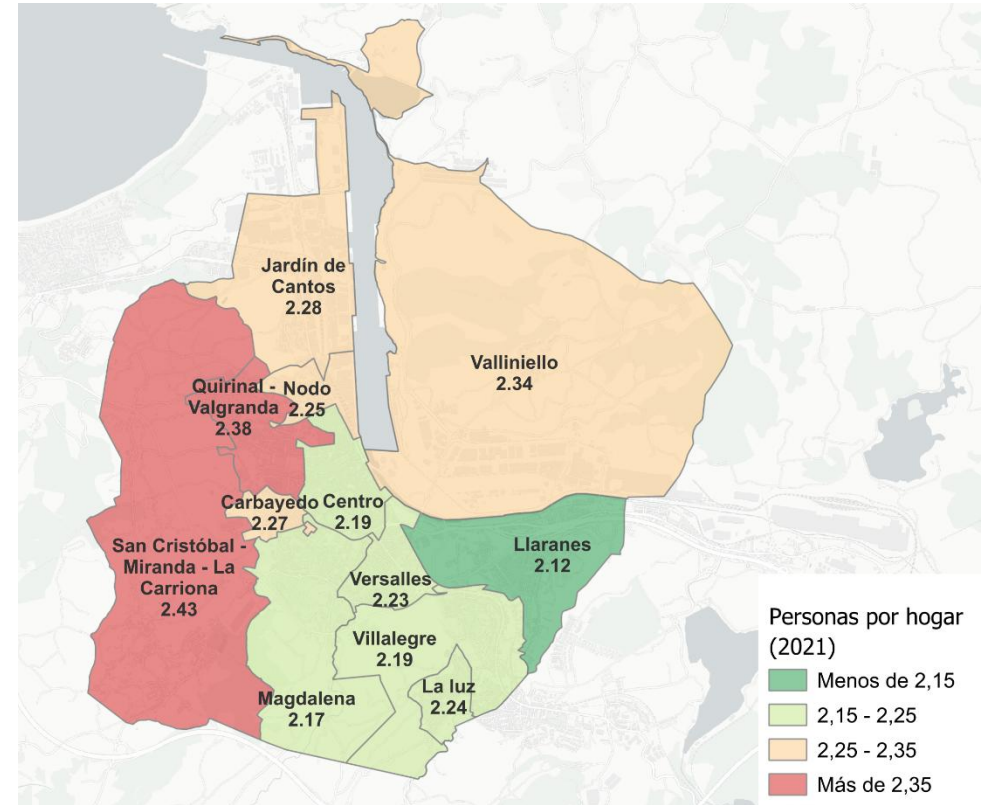 Jardín de
Cantos
2.28
Valliniello
2.34
Quirinal -
Valgranda
2.38
Nodo
2.25
Carbayedo
2.27
Centro
2.19
San Cristóbal -
Miranda - La
Carriona
2.43
Llaranes
2.12
Versalles
2.23
Villalegre
2.19
La luz
2.24
Magdalena
2.17
Personas por hogar
(2021)
Menos de 2,15
2,15 - 2,25
2,25 - 2,35
Más de 2,35